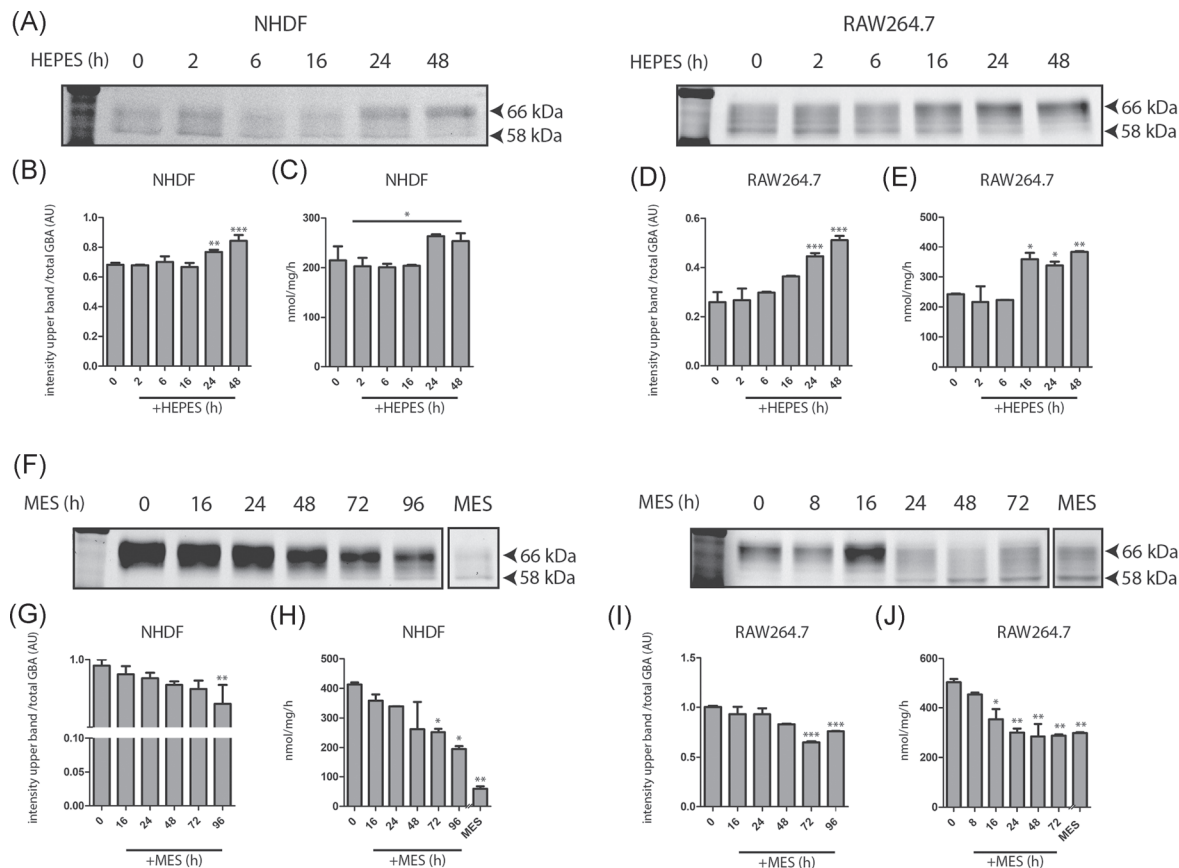 (A)
NHDF
HEPES (h) 0 2 6 16 24 48
66 kDa
58 kDa
RAW264.7
HEPES (h) 0 2 6 16 24 48
66 kDa
58 kDa
(B)
NHDF
intensity upper band /total GBA (AU)
1.0
0.8
0.6
0.4
0.2
0.0
** ***
0 2 6 16 24 48
+HEPES (h)
(C)
NHDF
nmol/mg/h
300
200
100
0
*
0 2 6 16 24 48
+HEPES (h)
(D)
RAW264.7
intensity upper band /total GBA (AU)
0.6
0.4
0.2
0.0
*** ***
0 2 6 16 24 48
+HEPES (h)
(E)
RAW264.7
nmol/mg/h
500
400
300
200
100
0
* * **
0 2 6 16 24 48
+HEPES (h)
(F)
MES (h) 0 16 24 48 72 96 MES
66 kDa
58 kDa
MES (h) 0 8 16 24 48 72 MES
66 kDa
58 kDa
(G)
NHDF
intensity upper band /total GBA (AU)
1.0
0.10
0.05
0.00
**
0 16 24 48 72 96
+MES (h)
(H)
NHDF
nmol/mg/h
500
400
300
200
100
0
* * **
0 16 24 48 72 96 MES
+MES (h)
(I)
RAW264.7
intensity upper band /total GBA (AU)
1.5
1.0
0.5
0.0
*** ***
0 16 24 48 72 96
+MES (h)
(J)
RAW264.7
nmol/mg/h
600
400
200
0
* ** ** ** **
0 8 16 24 48 72 MES
+MES (h)